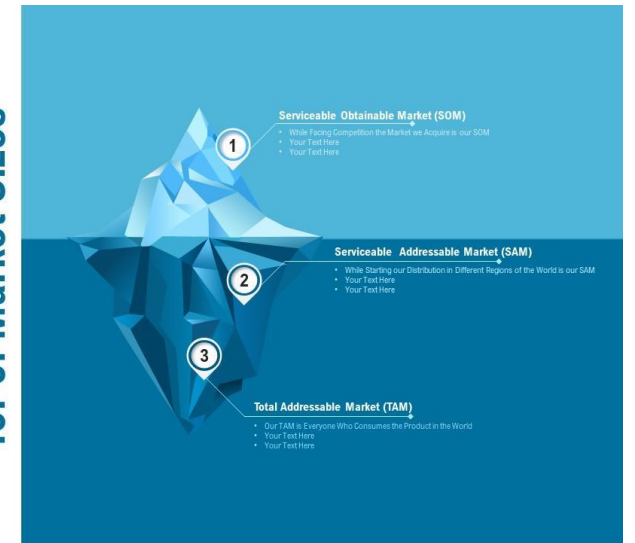 Market Sizes
1
Serviceable Obtainable Market (SOM)
• While Facing Competition the Market we Acquire is our SOM
• Your Text Here
• Your Text Here
2
Serviceable Addressable Market (SAM)
• While Starting our Distribution in Different Regions of the World is our SAM
• Your Text Here
• Your Text Here
3
Total Addressable Market (TAM)
• Our TAM is Everyone Who Consumes the Product in the World
• Your Text Here
• Your Text Here